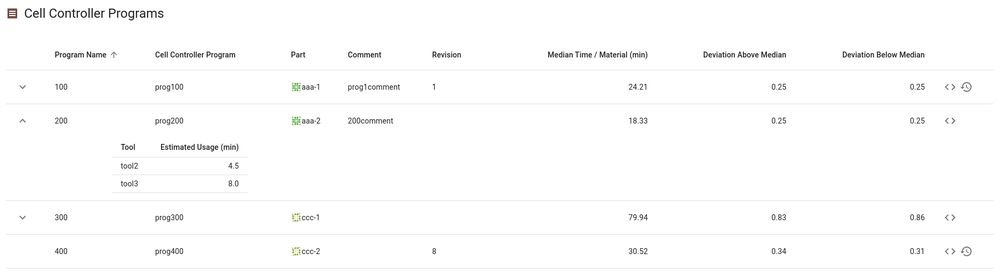 Cell Controller Programs
Program Name Cell Controller Program Part Comment Revision Median Time / Material (min) Deviation Above Median Deviation Below Median
100 prog100 aaa-1 prog1comment 1 24.21 0.25 0.25
200 prog200 aaa-2 200comment 18.33 0.25 0.25
Tool Estimated Usage (min)
tool2 4.5
tool3 8.0
300 prog300 ccc-1 79.94 0.83 0.86
400 prog400 ccc-2 8 30.52 0.34 0.31